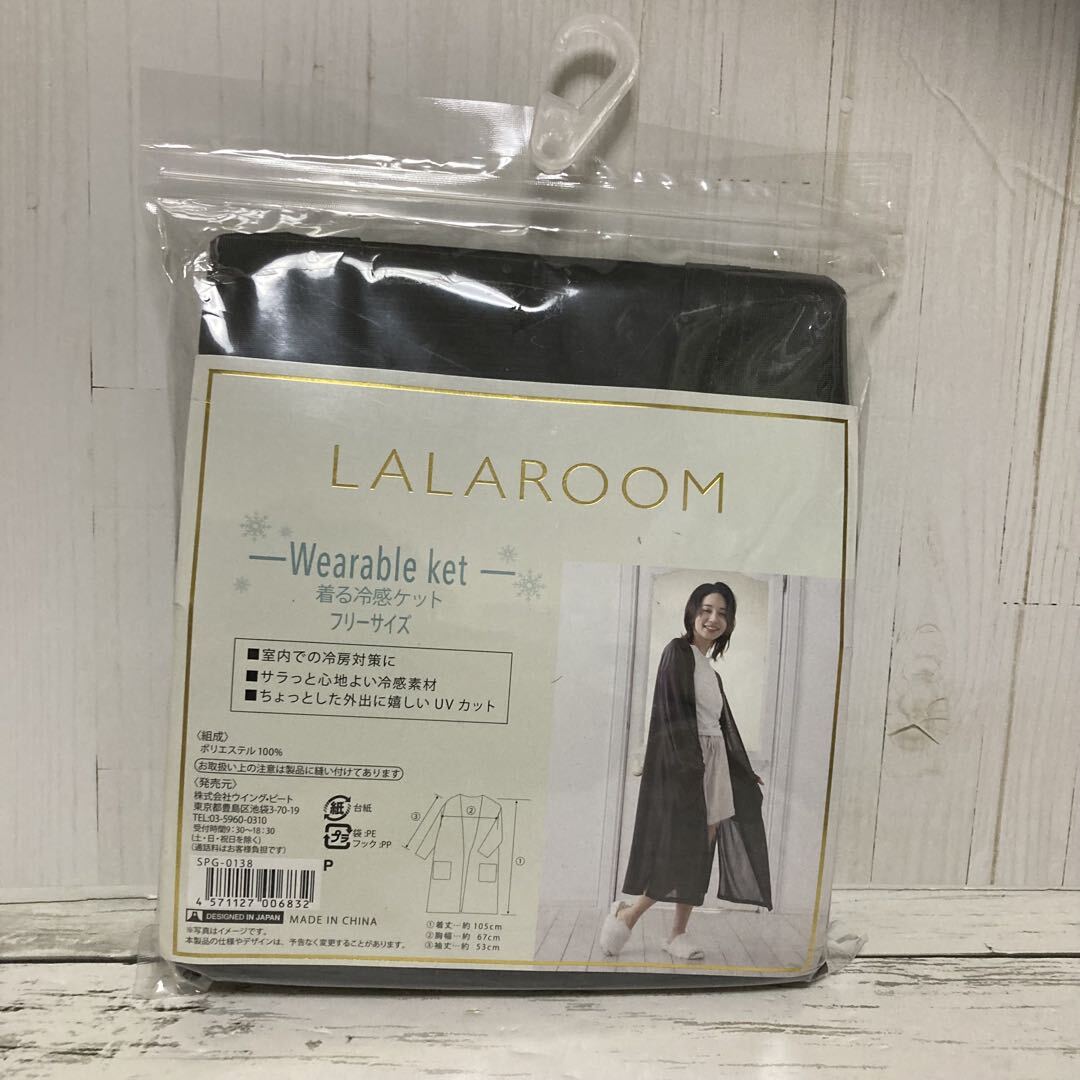 LALAROOM
Wearable ket
着る冷感ケット
フリーサイズ
■室内での冷房対策に
■サラっと心地よい冷感素材
■ちょっとした外出に嬉しいUVカット
〈組成〉
ポリエステル100%
お取扱い上の注意は製品に縫い付けてあります
〈発売元〉
株式会社ウイング・ビート
東京都豊島区池袋3-70-19
TEL:03-5960-0310
受付時間9:30〜18:30
(土・日・祝日を除く)
(通話料はお客様負担です)
紙 台紙
プラ 袋:PE
フック:PP
SPG-0138
P
4 571127 006832
DESIGNED IN JAPAN MADE IN CHINA
※写真はイメージです。
本製品の仕様やデザインは、予告なく変更することがあります。
③
②
①
①着丈…約 105cm
②胸幅…約 67cm
③袖丈…約 53cm